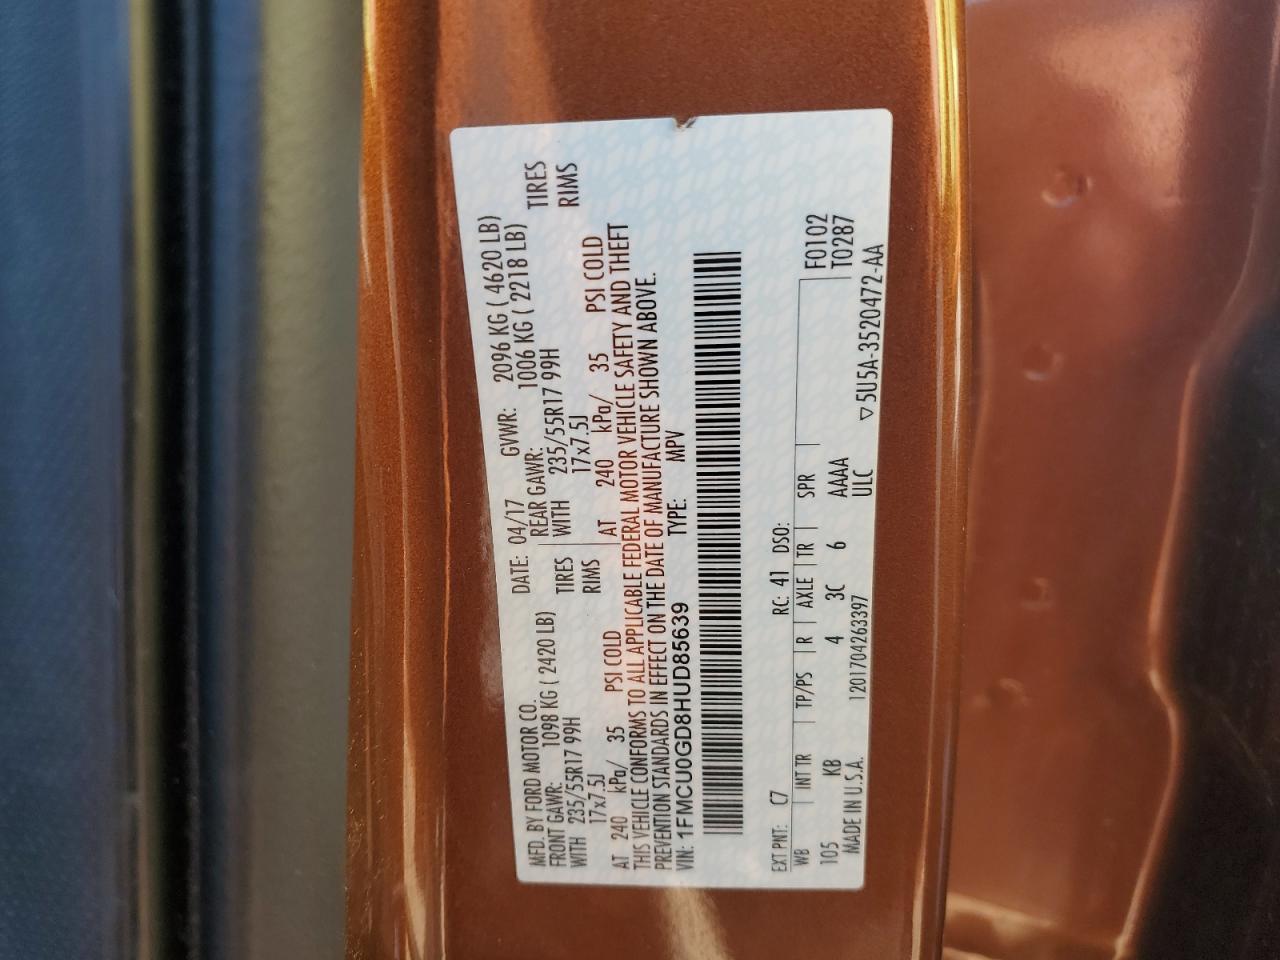 MFD. BY FORD MOTOR CO.
DATE: 04/17 GVWR: 2096 KG ( 4620 LB)
FRONT GAWR: 1098 KG ( 2420 LB) REAR GAWR: 1006 KG ( 2218 LB)
WITH 235/55R17 99H TIRES WITH 235/55R17 99H TIRES
17x7.5J RIMS 17x7.5J RIMS
AT 240 kPa/ 35 PSI COLD AT 240 kPa/ 35 PSI COLD
THIS VEHICLE CONFORMS TO ALL APPLICABLE FEDERAL MOTOR VEHICLE SAFETY AND THEFT
PREVENTION STANDARDS IN EFFECT ON THE DATE OF MANUFACTURE SHOWN ABOVE.
VIN: 1FMCU0GD8HUD85639 TYPE: MPV
EXT PNT: C7 RC: 41 DSO:
WB INT TR TP/PS R AXLE TR SPR F0102
105 KB 4 3C 6 AAAA T0287
MADE IN U.S.A. 1201704263397 ULC ▽5U5A-3520472-AA